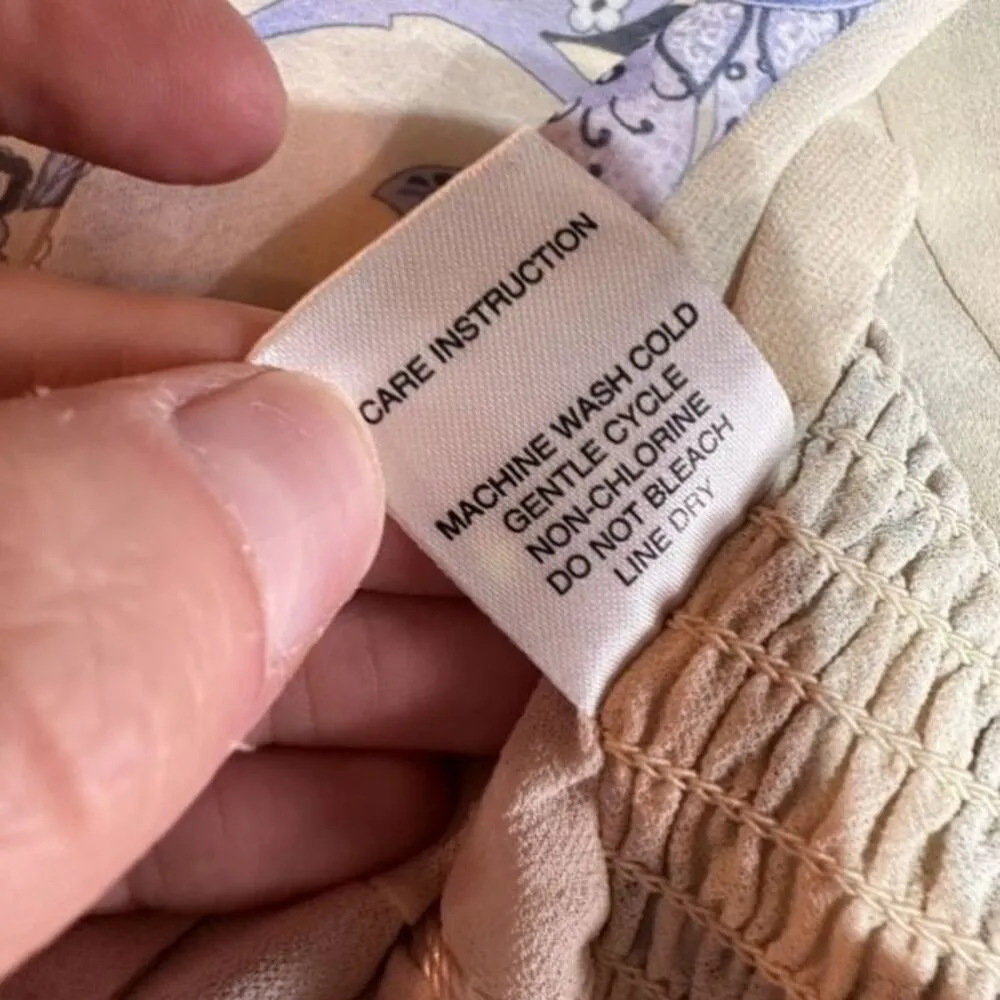 CARE INSTRUCTION
MACHINE WASH COLD
GENTLE CYCLE
NON-CHLORINE
DO NOT BLEACH
LINE DRY